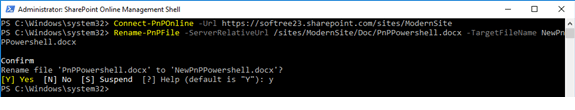 Administrator: SharePoint Online Management Shell
PS C:\Windows\system32> Connect-PnPOnline -Url https://softree23.sharepoint.com/sites/ModernSite
PS C:\Windows\system32> Rename-PnPFile -ServerRelativeUrl /sites/ModernSite/Doc/PnPPowershell.docx -TargetFileName NewPn
PPowershell.docx
Confirm
Rename file 'PnPPowershell.docx' to 'NewPnPPowershell.docx'?
[Y] Yes  [N] No  [S] Suspend  [?] Help (default is "Y"): y
PS C:\Windows\system32>